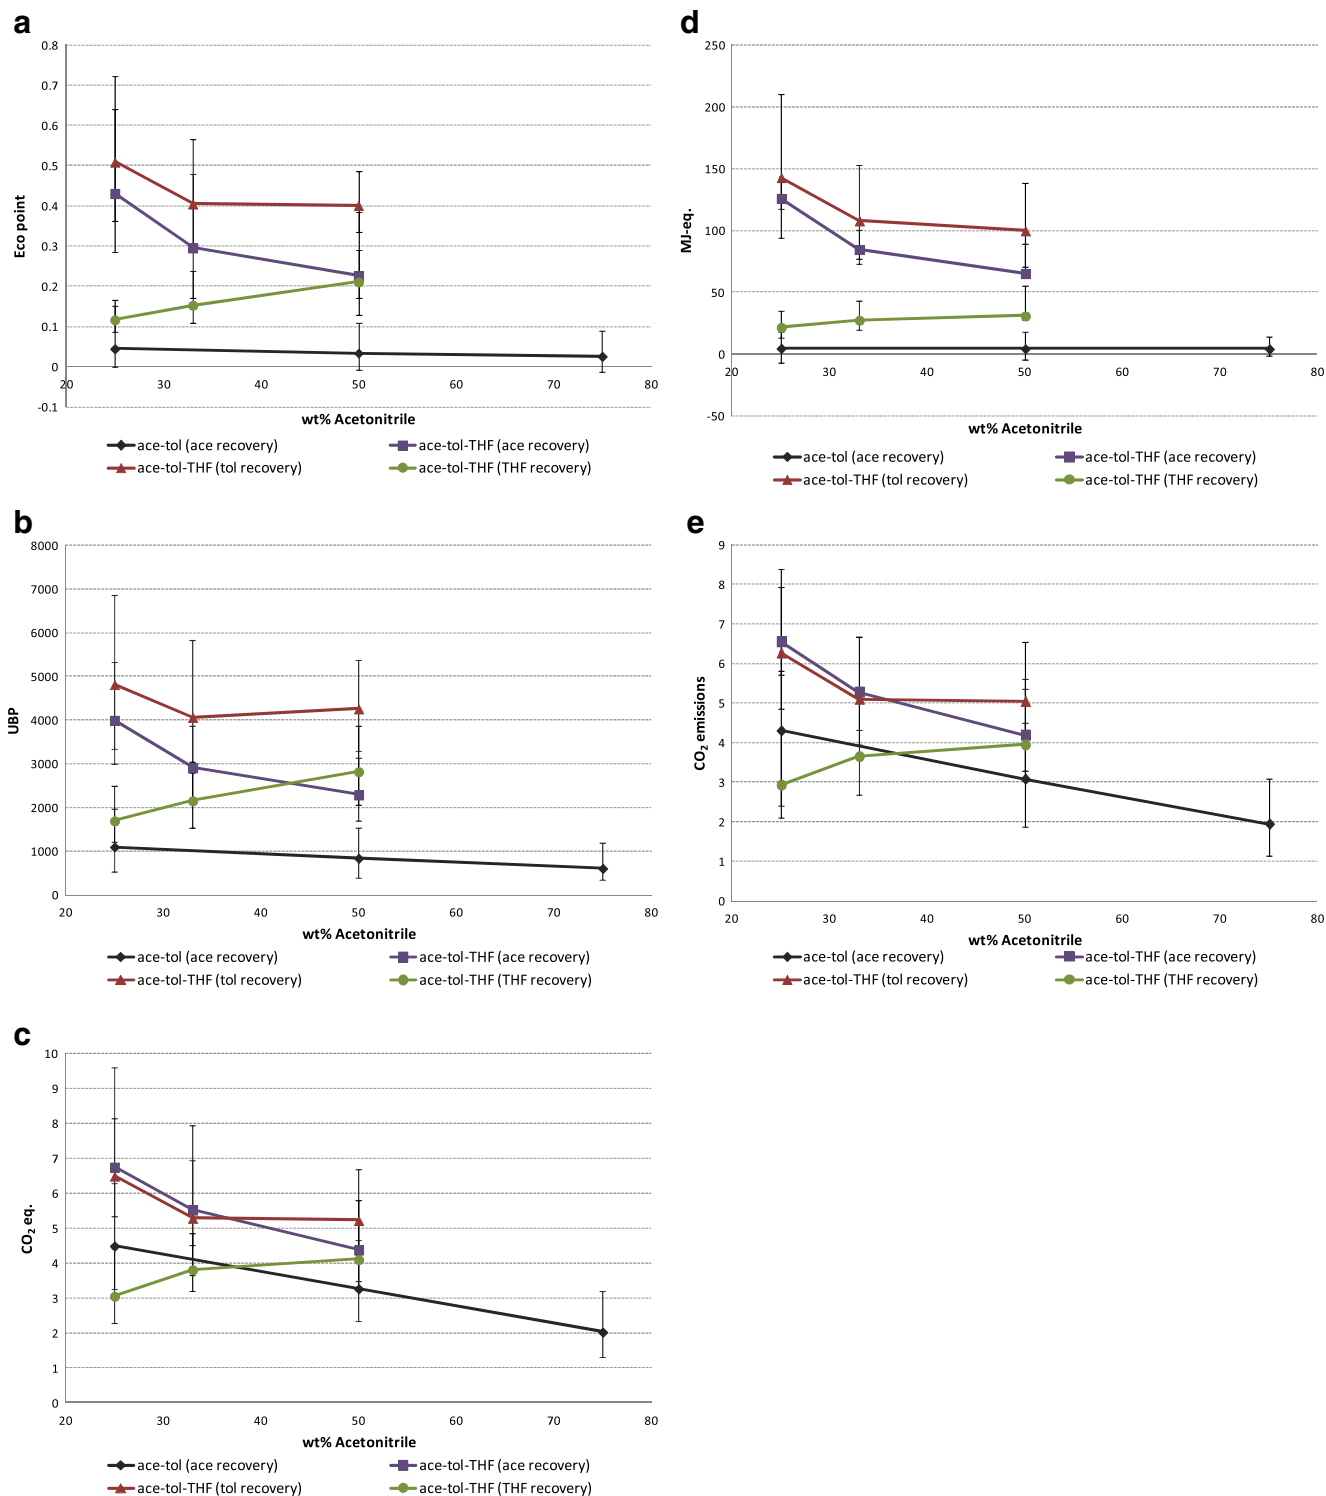 a
0.8
0.7
0.6
0.5
0.4
0.3
0.2
0.1
0
-0.1
Eco point
20 30 40 50 60 70 80
wt% Acetonitrile
ace-tol (ace recovery) ace-tol-THF (ace recovery)
ace-tol-THF (tol recovery) ace-tol-THF (THF recovery)
b
8000
7000
6000
5000
4000
3000
2000
1000
0
UBP
20 30 40 50 60 70 80
wt% Acetonitrile
ace-tol (ace recovery) ace-tol-THF (ace recovery)
ace-tol-THF (tol recovery) ace-tol-THF (THF recovery)
c
10
9
8
7
6
5
4
3
2
1
0
CO₂ eq.
20 30 40 50 60 70 80
wt% Acetonitrile
ace-tol (ace recovery) ace-tol-THF (ace recovery)
ace-tol-THF (tol recovery) ace-tol-THF (THF recovery)
d
250
200
150
100
50
0
-50
MJ-eq.
20 30 40 50 60 70 80
wt% Acetonitrile
ace-tol (ace recovery) ace-tol-THF (ace recovery)
ace-tol-THF (tol recovery) ace-tol-THF (THF recovery)
e
9
8
7
6
5
4
3
2
1
0
CO₂ emissions
20 30 40 50 60 70 80
wt% Acetonitrile
ace-tol (ace recovery) ace-tol-THF (ace recovery)
ace-tol-THF (tol recovery) ace-tol-THF (THF recovery)